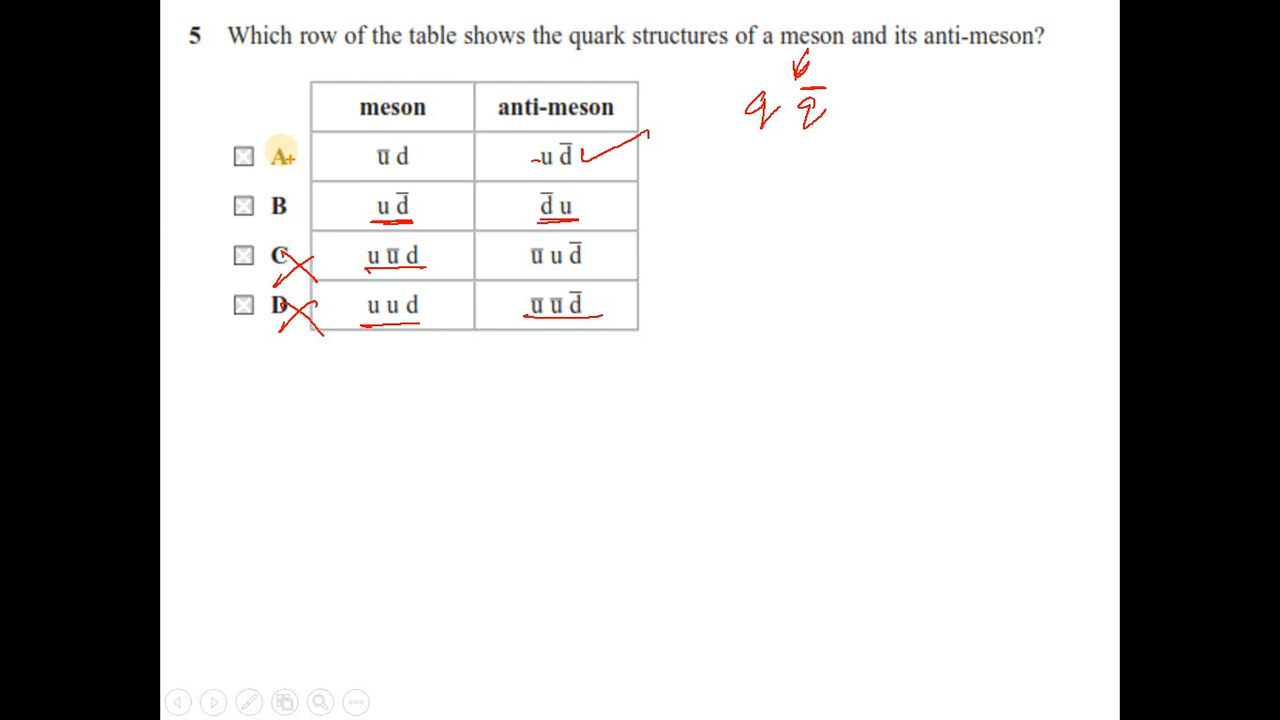 5 Which row of the table shows the quark structures of a meson and its anti-meson?
q q̅
meson anti-meson
A u̅ d u d̅
B u d̅ d̅ u
C u u̅ d u̅ u d̅
D u u d u̅ u̅ d̅